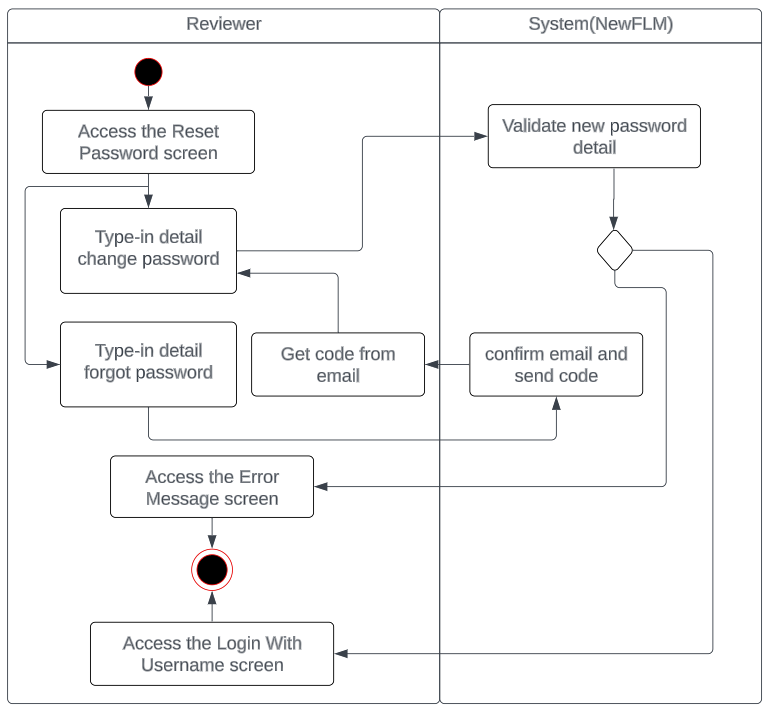 Reviewer
System(NewFLM)
Access the Reset
Password screen
Validate new password
detail
Type-in detail
change password
Type-in detail
forgot password
Get code from
email
confirm email and
send code
Access the Error
Message screen
Access the Login With
Username screen